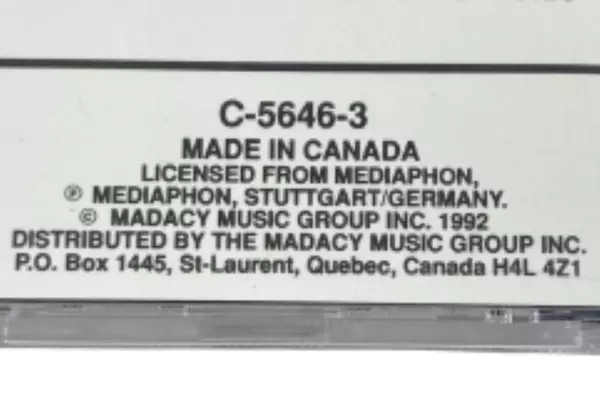 C-5646-3
MADE IN CANADA
LICENSED FROM MEDIAPHON,
℗ MEDIAPHON, STUTTGART/GERMANY.
© MADACY MUSIC GROUP INC. 1992
DISTRIBUTED BY THE MADACY MUSIC GROUP INC.
P.O. Box 1445, St-Laurent, Quebec, Canada H4L 4Z1